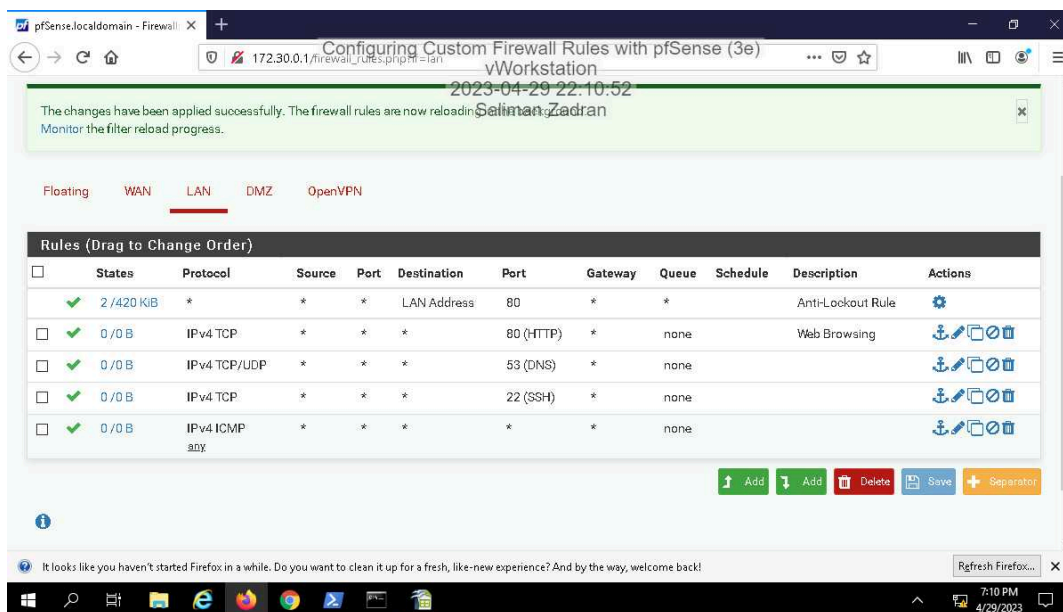 pfSense.localdomain - Firewall
172.30.0.1/firewall_rules.php?if=lan
Configuring Custom Firewall Rules with pfSense (3e)
vWorkstation
2023-04-29 22:10:52
Saliman Zadran
The changes have been applied successfully. The firewall rules are now reloading in the background.
Monitor the filter reload progress.
Floating WAN LAN DMZ OpenVPN
Rules (Drag to Change Order)
States Protocol Source Port Destination Port Gateway Queue Schedule Description Actions
2 /420 KiB * * * LAN Address 80 * * Anti-Lockout Rule
0 /0 B IPv4 TCP * * * 80 (HTTP) * none Web Browsing
0 /0 B IPv4 TCP/UDP * * * 53 (DNS) * none
0 /0 B IPv4 TCP * * * 22 (SSH) * none
0 /0 B IPv4 ICMP * * * * * none
any
Add Add Delete Save Separator
It looks like you haven't started Firefox in a while. Do you want to clean it up for a fresh, like-new experience? And by the way, welcome back! Refresh Firefox...
7:10 PM
4/29/2023